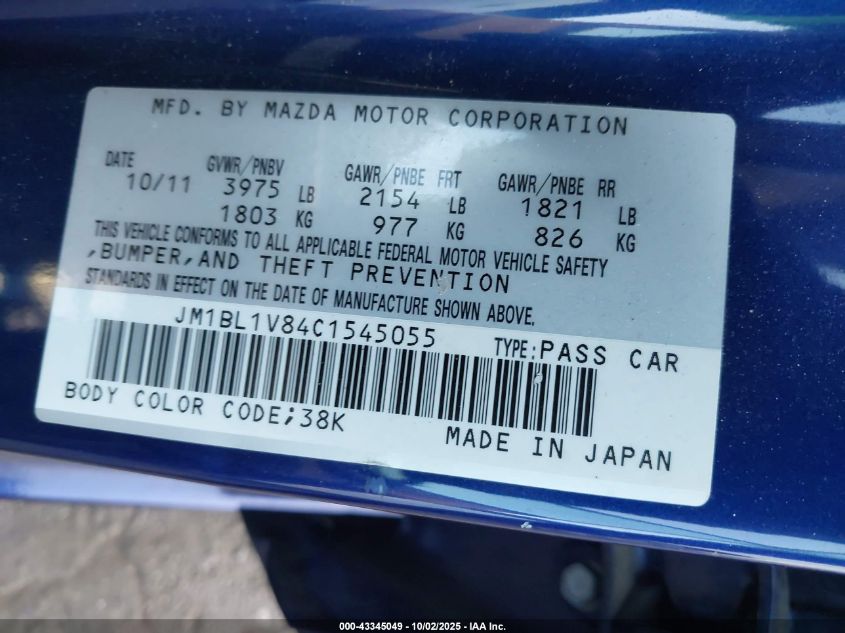 MFD. BY MAZDA MOTOR CORPORATION
DATE GVWR/PNBV GAWR/PNBE FRT GAWR/PNBE RR
10/11 3975 LB 2154 LB 1821 LB
1803 KG 977 KG 826 KG
THIS VEHICLE CONFORMS TO ALL APPLICABLE FEDERAL MOTOR VEHICLE SAFETY
,BUMPER,AND THEFT PREVENTION
STANDARDS IN EFFECT ON THE DATE OF MANUFACTURE SHOWN ABOVE.
JM1BL1V84C1545055 TYPE:PASS CAR
BODY COLOR CODE;38K
MADE IN JAPAN
000-43345049 - 10/02/2025 - IAA Inc.